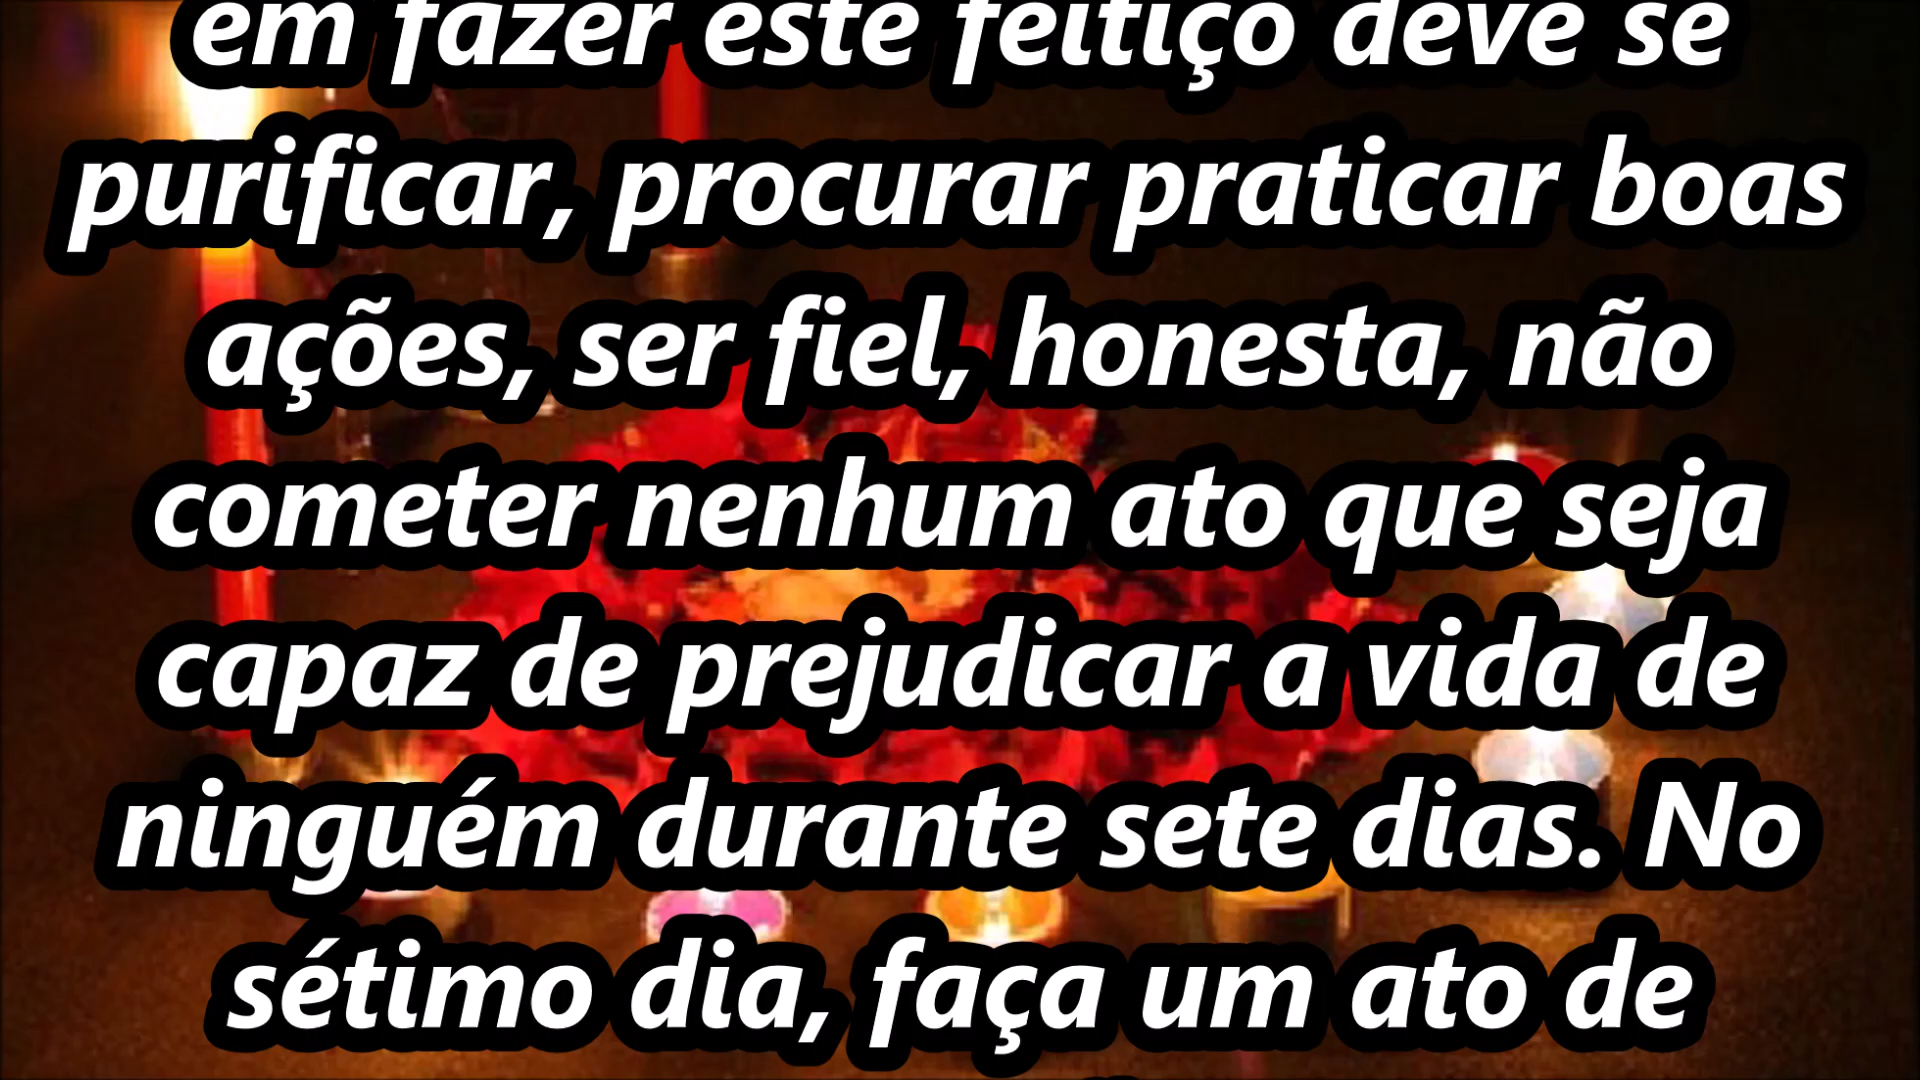 em fazer este feitiço deve se
purificar, procurar praticar boas
ações, ser fiel, honesta, não
cometer nenhum ato que seja
capaz de prejudicar a vida de
ninguém durante sete dias. No
sétimo dia, faça um ato de